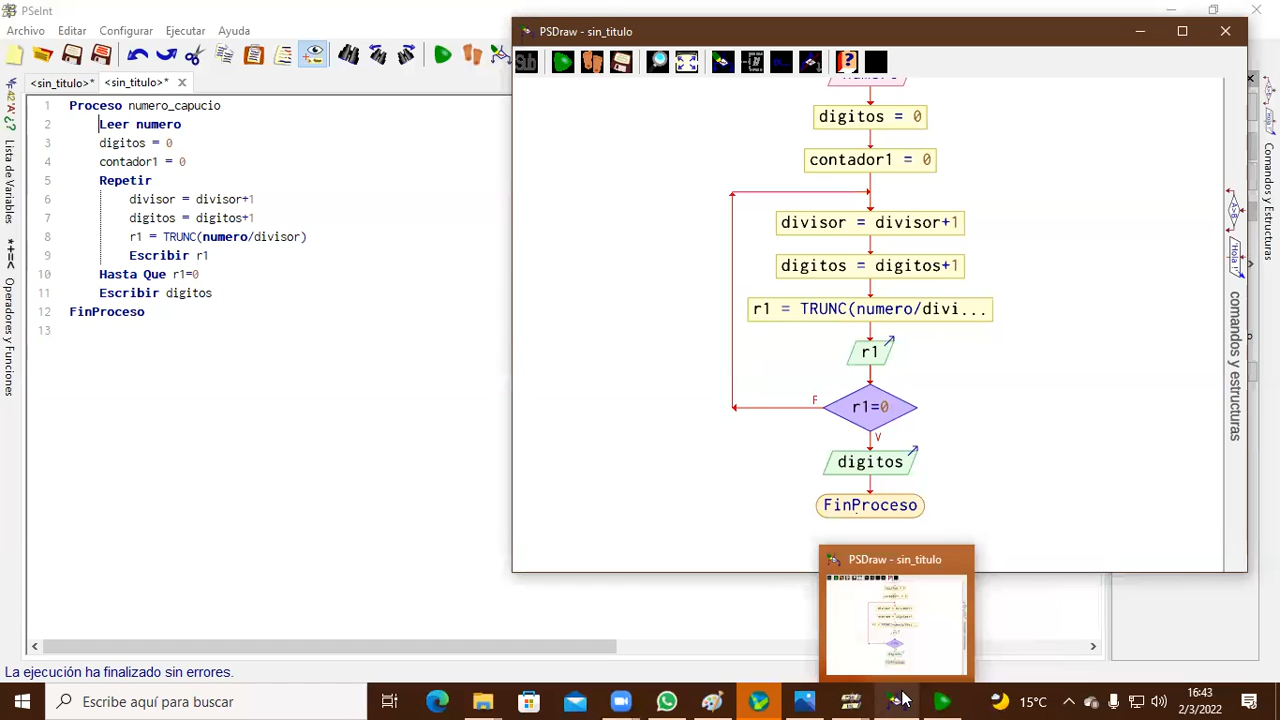 PSeInt
Archivo Editar Configurar Ejecutar Ayuda
<sin_titulo>* <sin_titulo>*
Lista de Variables
Operadores y Funciones
1 Proceso numero_capucio
2 Leer numero
3 digitos = 0
4 contador1 = 0
5 Repetir
6 divisor = divisor+1
7 digitos = digitos+1
8 r1 = TRUNC(numero/divisor)
9 Escribir r1
10 Hasta Que r1=0
11 Escribir digitos
12 FinProceso
13
PSDraw - sin_titulo
Sub
digitos = 0
contador1 = 0
divisor = divisor+1
digitos = digitos+1
r1 = TRUNC(numero/divi...
r1
r1=0
F
V
digitos
FinProceso
comandos y estructuras
Comandos y Estructuras
PSDraw - sin_titulo
La ejecución ha finalizado sin errores.
Escribe aquí para buscar
15°C
16:43
2/3/2022